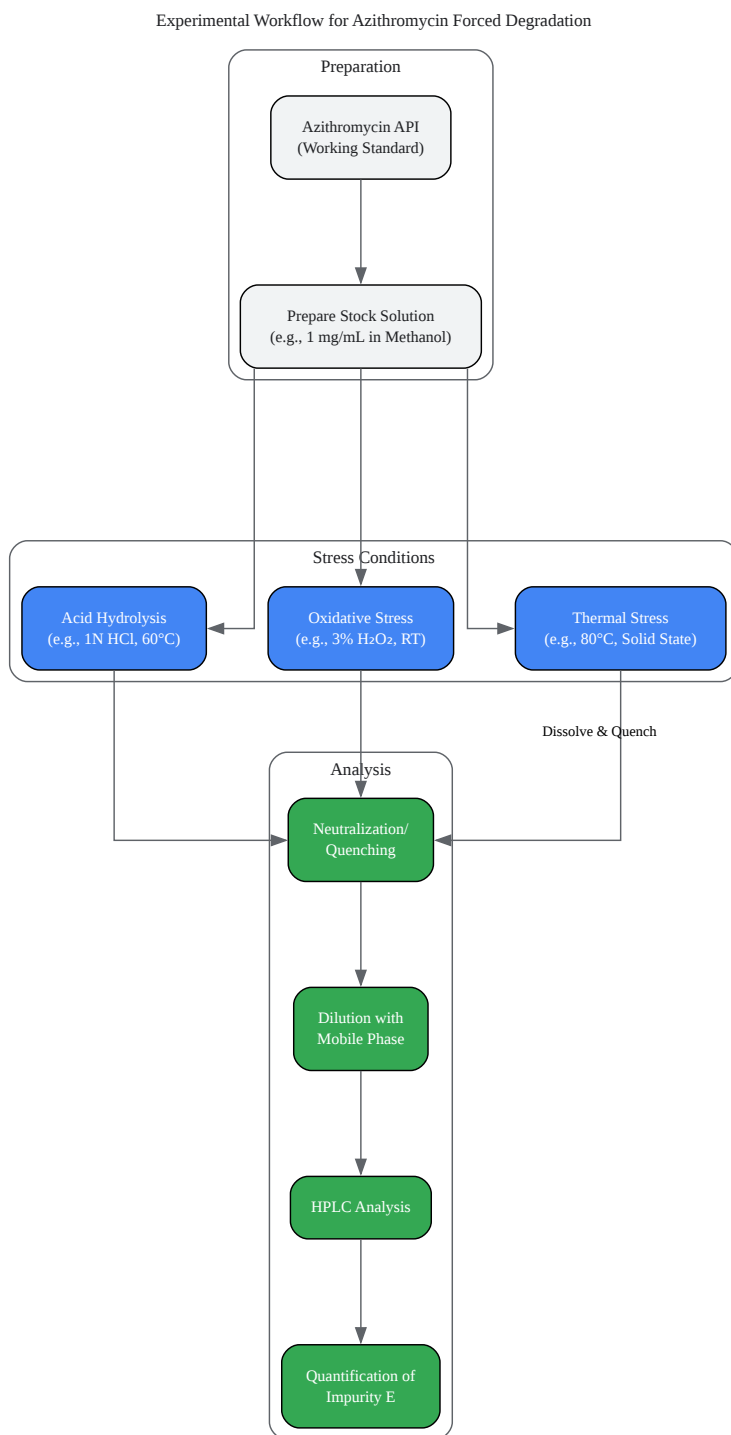 Experimental Workflow for Azithromycin Forced Degradation
Preparation
Azithromycin API
(Working Standard)
Prepare Stock Solution
(e.g., 1 mg/mL in Methanol)
Stress Conditions
Acid Hydrolysis
(e.g., 1N HCl, 60°C)
Oxidative Stress
(e.g., 3% H₂O₂, RT)
Thermal Stress
(e.g., 80°C, Solid State)
Dissolve & Quench
Analysis
Neutralization/
Quenching
Dilution with
Mobile Phase
HPLC Analysis
Quantification of
Impurity E